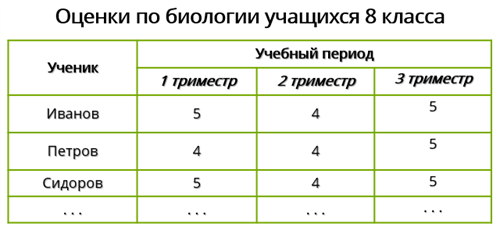 Оценки по биологии учащихся 8 класса
Ученик
Учебный период
1 триместр 2 триместр 3 триместр
Иванов 5 4 5
Петров 4 4 5
Сидоров 5 4 5
... ... ... ...